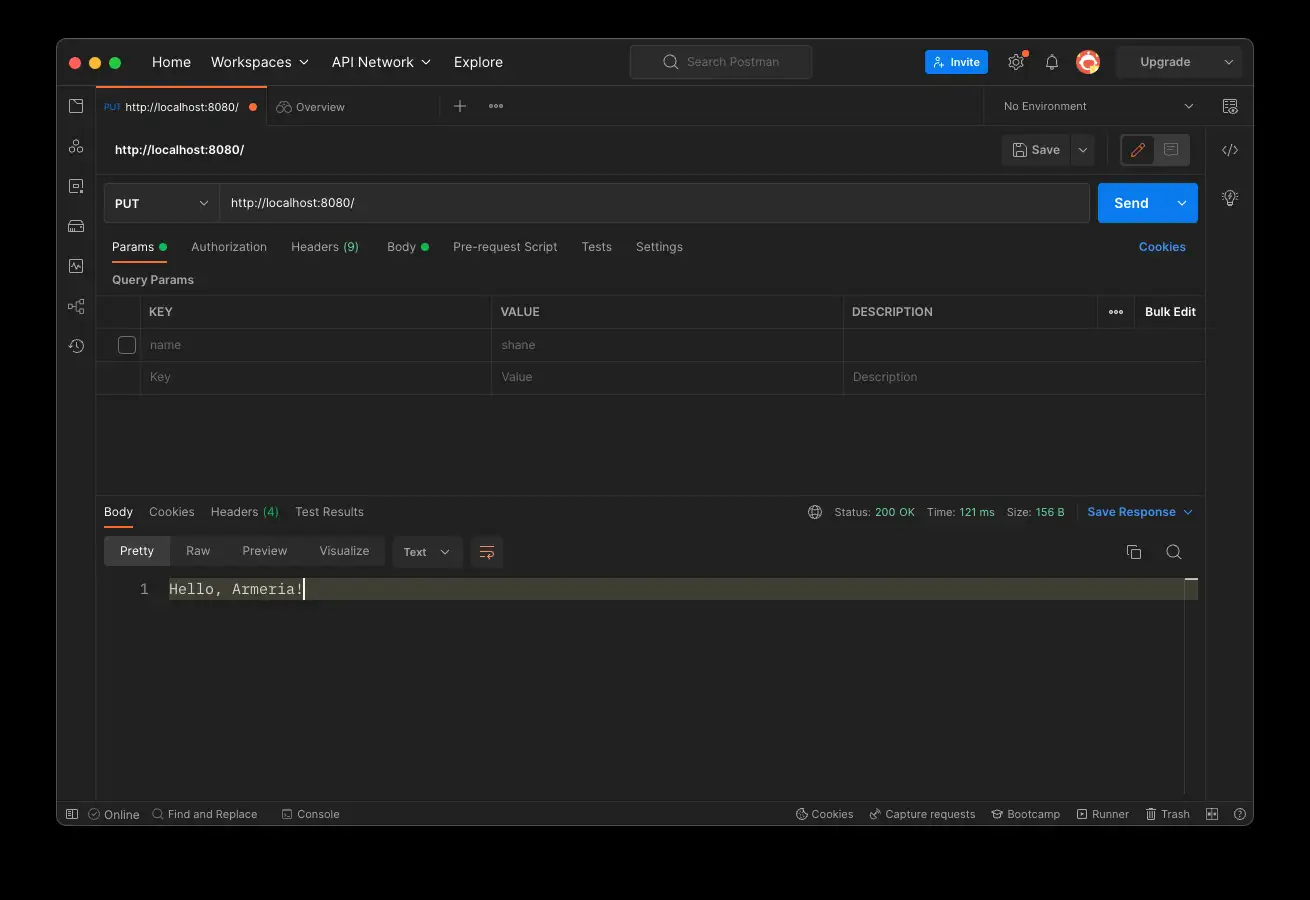 Home Workspaces API Network Explore Search Postman Invite Upgrade
PUT http://localhost:8080/ Overview No Environment
http://localhost:8080/ Save
PUT http://localhost:8080/ Send
Params Authorization Headers (9) Body Pre-request Script Tests Settings Cookies
Query Params
KEY VALUE DESCRIPTION Bulk Edit
name shane
Key Value Description
Body Cookies Headers (4) Test Results Status: 200 OK Time: 121 ms Size: 156 B Save Response
Pretty Raw Preview Visualize Text
1 Hello, Armeria!
Online Find and Replace Console Cookies Capture requests Bootcamp Runner Trash